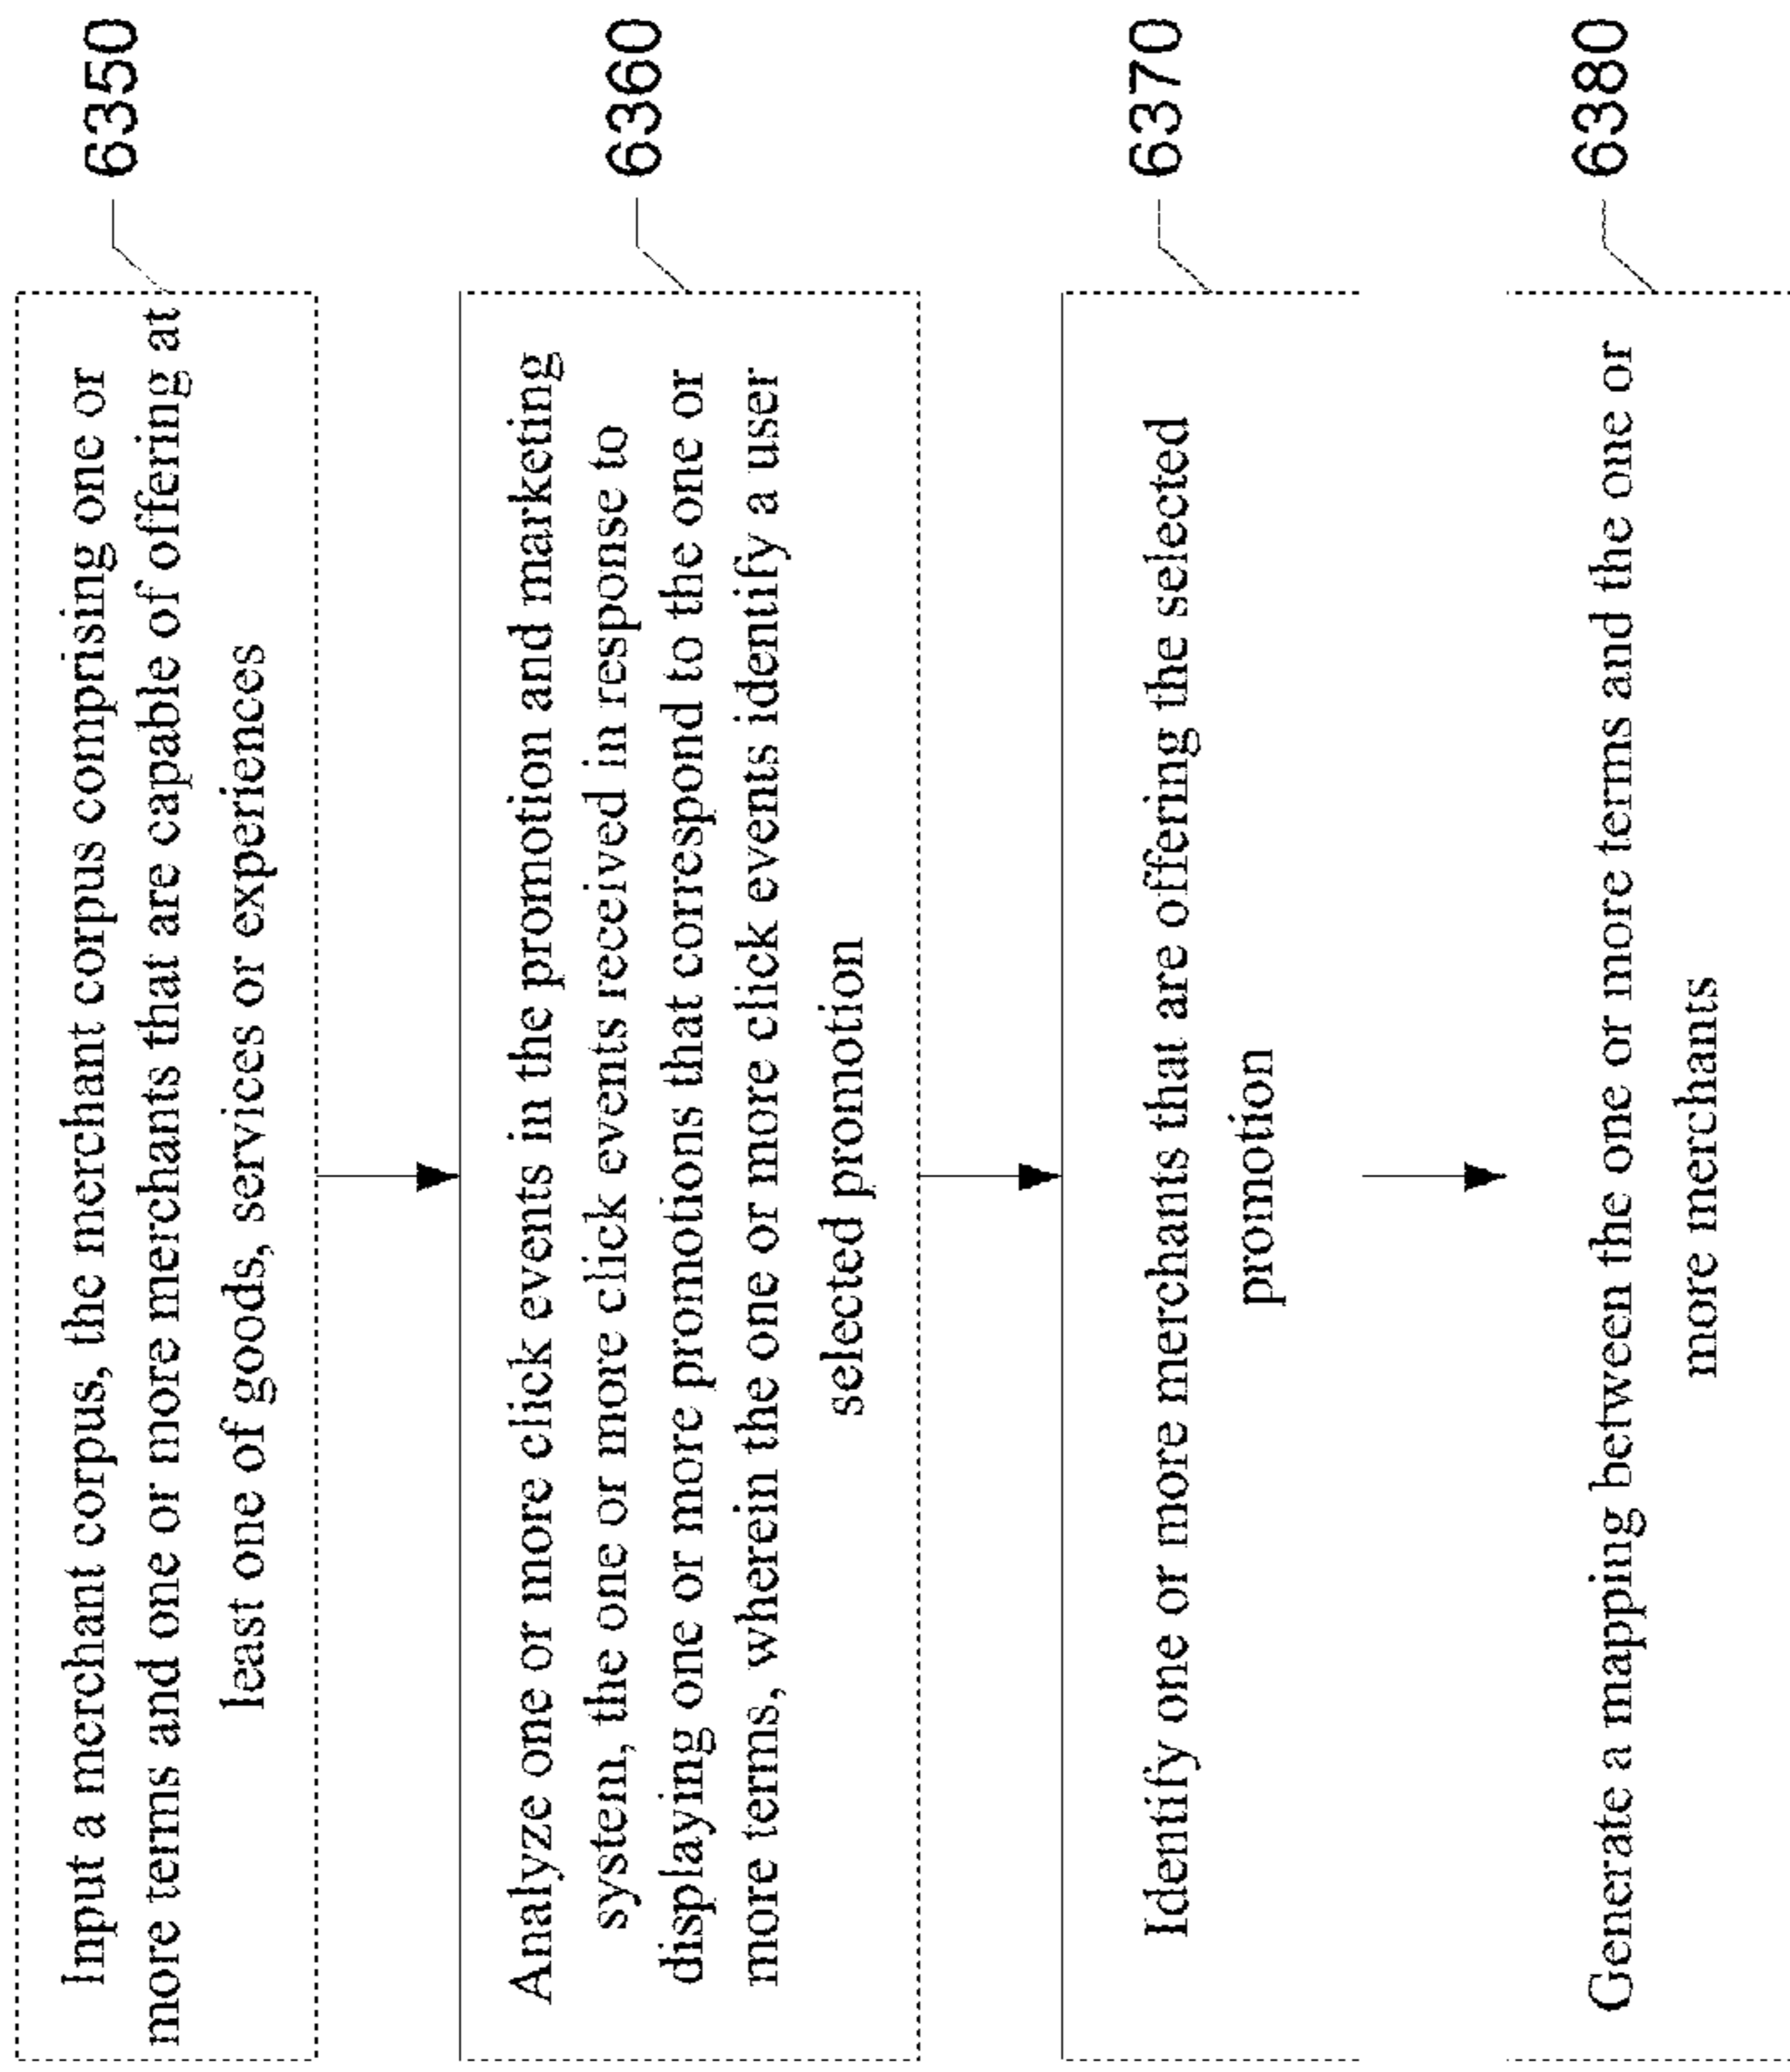 Input a merchant corpus, the merchant corpus comprising one or
more terms and one or more merchants that are capable of offering at
least one of goods, services or experiences
6350
Analyze one or more click events in the promotion and marketing
system, the one or more click events received in response to
displaying one or more promotions that correspond to the one or
more terms, wherein the one or more click events identify a user
selected promotion
6360
Identify one or more merchants that are offering the selected
promotion
6370
Generate a mapping between the one or more terms and the one or
more merchants
6380